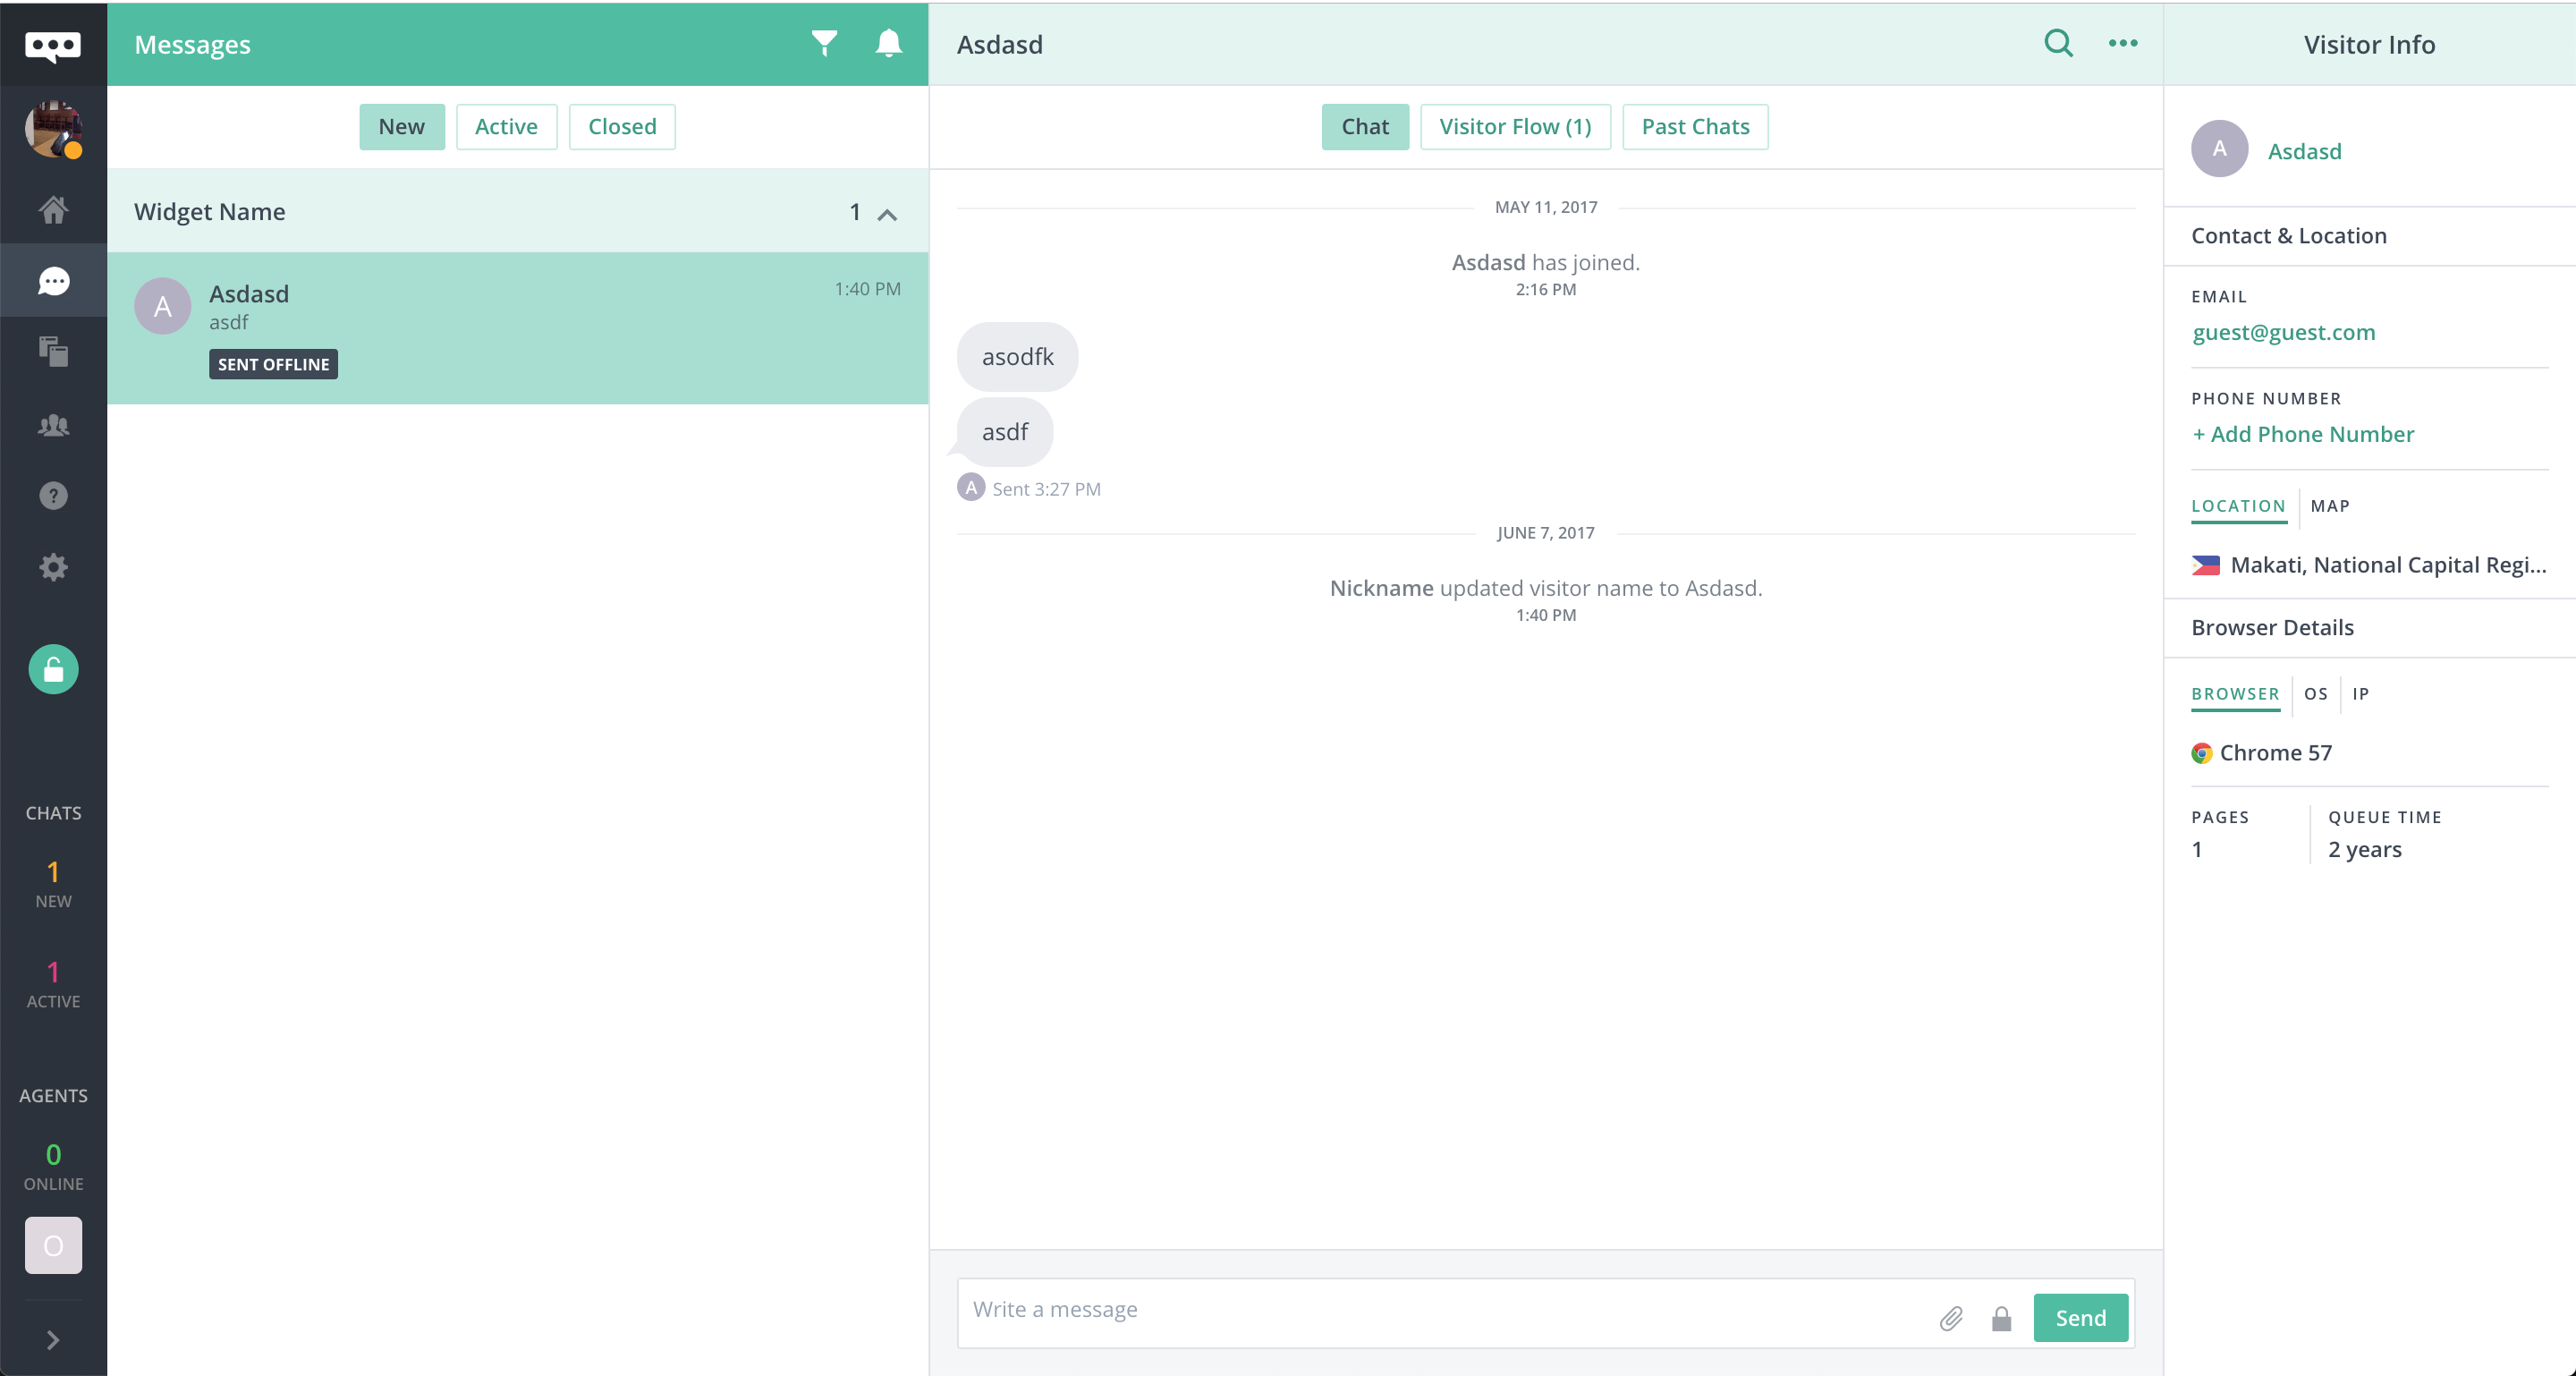 Messages
New
Active
Closed
Widget Name
1
A
Asdasd
1:40 PM
asdf
SENT OFFLINE
CHATS
1
NEW
1
ACTIVE
AGENTS
0
ONLINE
O
Asdasd
Chat
Visitor Flow (1)
Past Chats
MAY 11, 2017
Asdasd has joined.
2:16 PM
asodfk
asdf
A Sent 3:27 PM
JUNE 7, 2017
Nickname updated visitor name to Asdasd.
1:40 PM
Write a message
Send
Visitor Info
A
Asdasd
Contact & Location
EMAIL
guest@guest.com
PHONE NUMBER
+ Add Phone Number
LOCATION MAP
Makati, National Capital Regi...
Browser Details
BROWSER OS IP
Chrome 57
PAGES QUEUE TIME
1 2 years